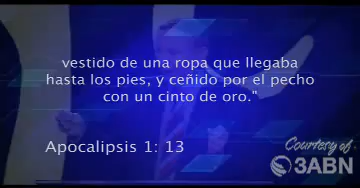 vestido de una ropa que llegaba
hasta los pies, y ceñido por el pecho
con un cinto de oro."
Apocalipsis 1: 13
Courtesy of
3ABN